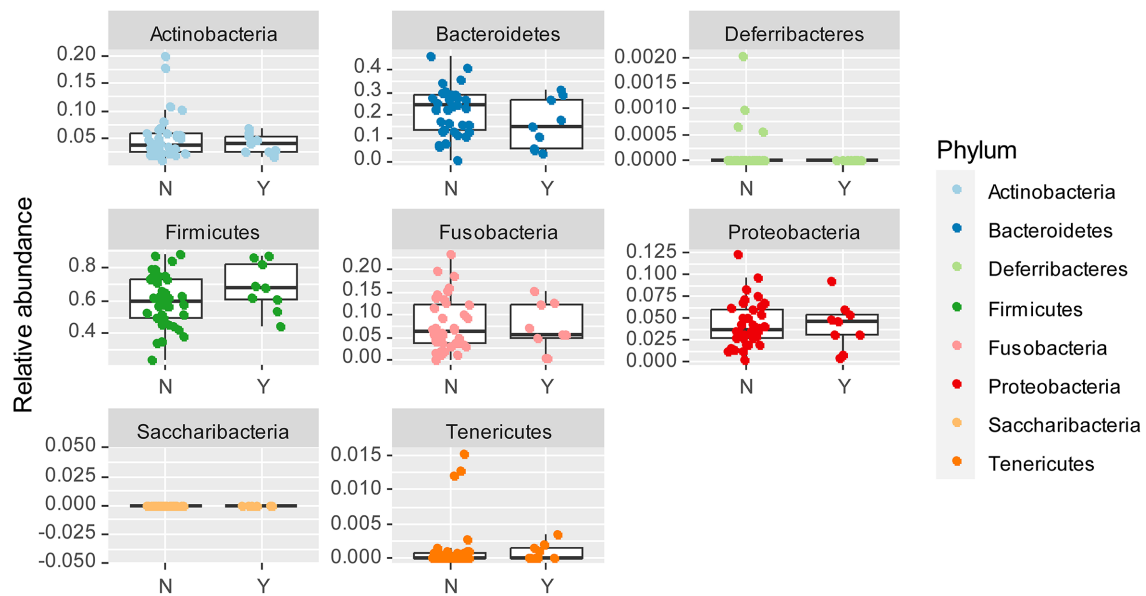 Actinobacteria
Bacteroidetes
Deferribacteres
0.20
0.15
0.10
0.05
0.4
0.3
0.2
0.1
0.0
0.0020
0.0015
0.0010
0.0005
0.0000
N Y
N Y
N Y
Firmicutes
Fusobacteria
Proteobacteria
0.8
0.6
0.4
0.20
0.15
0.10
0.05
0.00
0.125
0.100
0.075
0.050
0.025
0.000
N Y
N Y
N Y
Saccharibacteria
Tenericutes
0.050
0.025
0.000
-0.025
-0.050
0.015
0.010
0.005
0.000
N Y
N Y
Relative abundance
Phylum
Actinobacteria
Bacteroidetes
Deferribacteres
Firmicutes
Fusobacteria
Proteobacteria
Saccharibacteria
Tenericutes